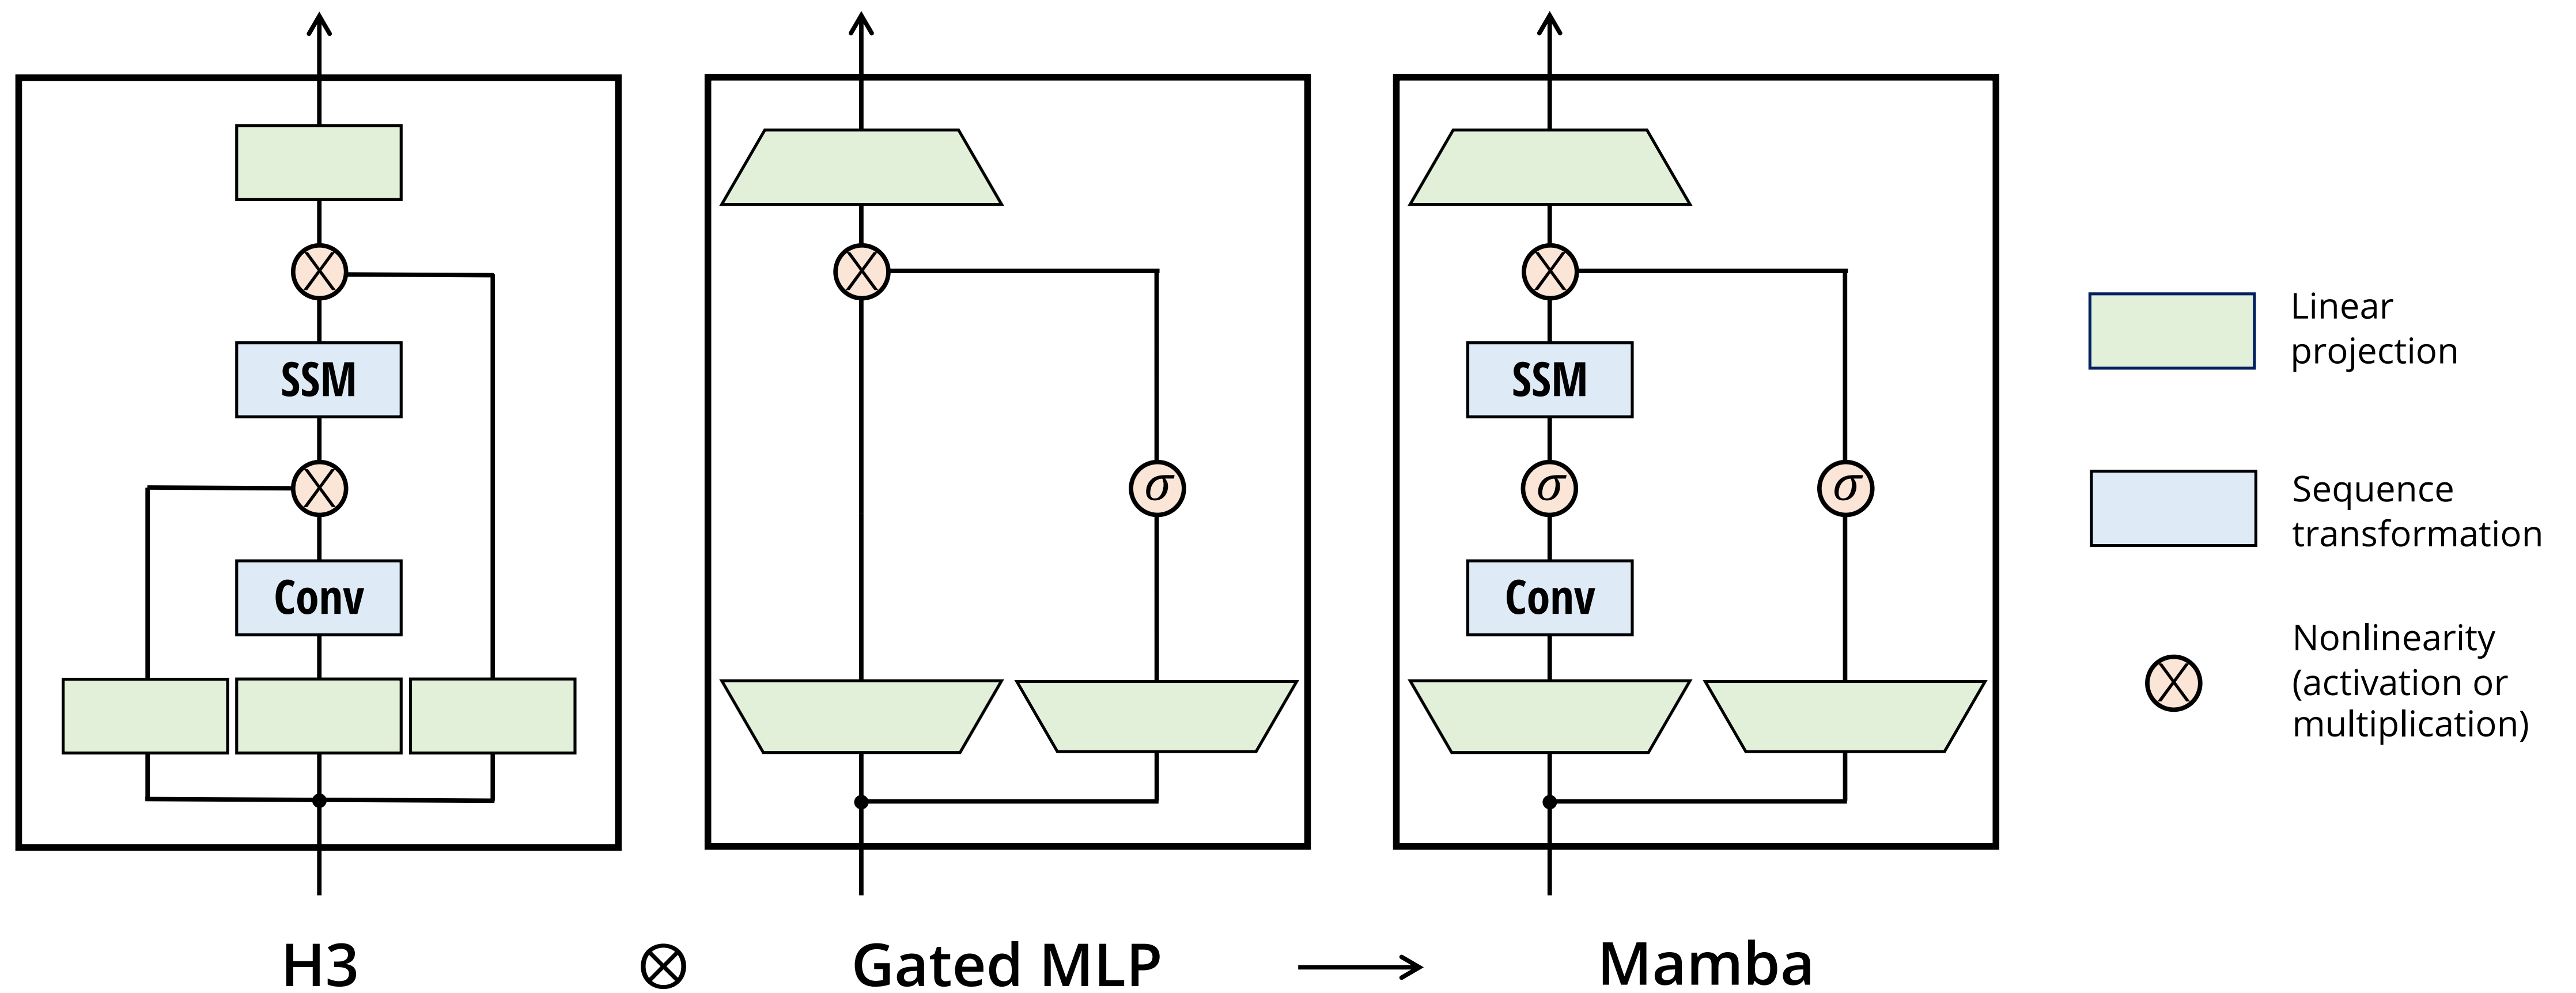 SSM
Conv
H3
⊗
σ
Gated MLP
→
SSM
σ
σ
Conv
Mamba
Linear
projection
Sequence
transformation
Nonlinearity
(activation or
multiplication)